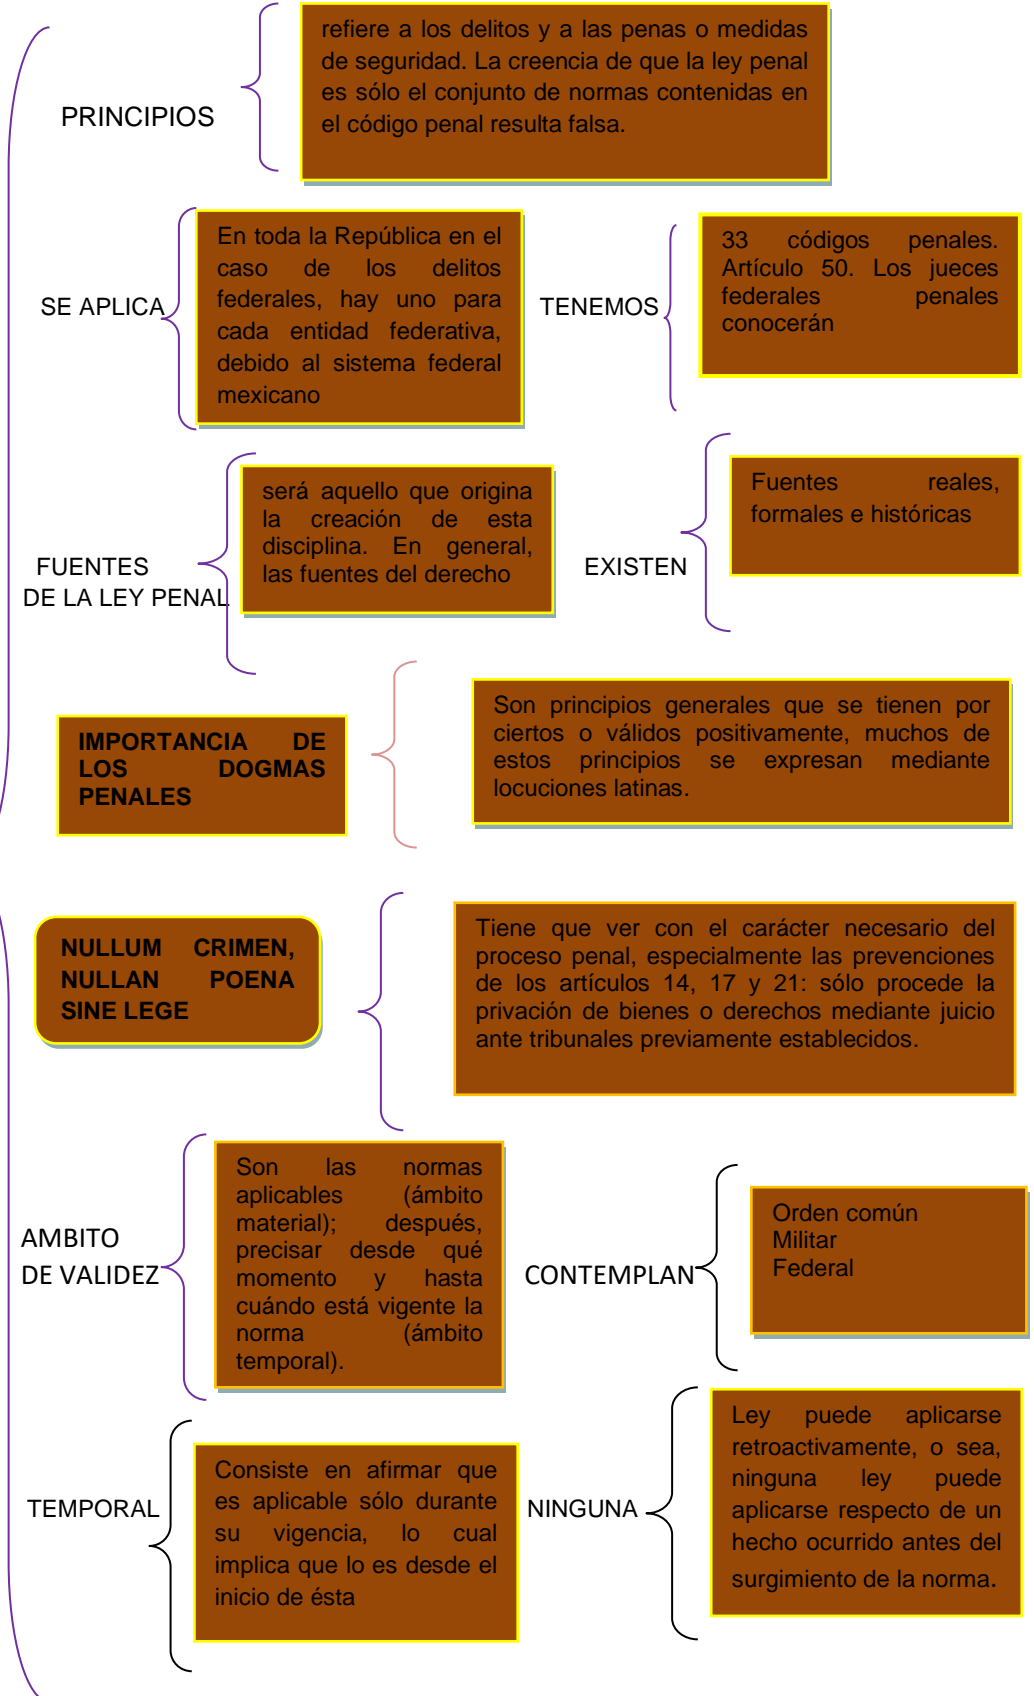 PRINCIPIOS
refiere a los delitos y a las penas o medidas
de seguridad. La creencia de que la ley penal
es sólo el conjunto de normas contenidas en
el código penal resulta falsa.
SE APLICA
En toda la República en el
caso de los delitos
federales, hay uno para
cada entidad federativa,
debido al sistema federal
mexicano
TENEMOS
33 códigos penales.
Artículo 50. Los jueces
federales penales
conocerán
FUENTES
DE LA LEY PENAL
será aquello que origina
la creación de esta
disciplina. En general,
las fuentes del derecho
EXISTEN
Fuentes reales,
formales e históricas
IMPORTANCIA DE
LOS DOGMAS
PENALES
Son principios generales que se tienen por
ciertos o válidos positivamente, muchos de
estos principios se expresan mediante
locuciones latinas.
NULLUM CRIMEN,
NULLAN POENA
SINE LEGE
Tiene que ver con el carácter necesario del
proceso penal, especialmente las prevenciones
de los artículos 14, 17 y 21: sólo procede la
privación de bienes o derechos mediante juicio
ante tribunales previamente establecidos.
AMBITO
DE VALIDEZ
Son las normas
aplicables (ámbito
material); después,
precisar desde qué
momento y hasta
cuándo está vigente la
norma (ámbito
temporal).
CONTEMPLAN
Orden común
Militar
Federal
TEMPORAL
Consiste en afirmar que
es aplicable sólo durante
su vigencia, lo cual
implica que lo es desde el
inicio de ésta
NINGUNA
Ley puede aplicarse
retroactivamente, o sea,
ninguna ley puede
aplicarse respecto de un
hecho ocurrido antes del
surgimiento de la norma.